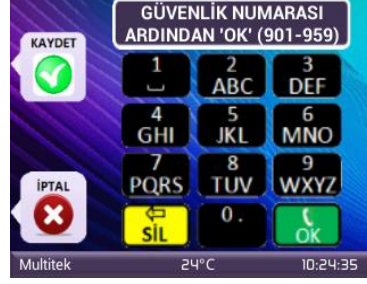 GÜVENLİK NUMARASI
ARDINDAN 'OK' (901-959)
KAYDET
1
2
ABC
3
DEF
4
GHI
5
JKL
6
MNO
7
PQRS
8
TUV
9
WXYZ
İPTAL
SİL
0 .
OK
Multitek 24°C 10:24:35